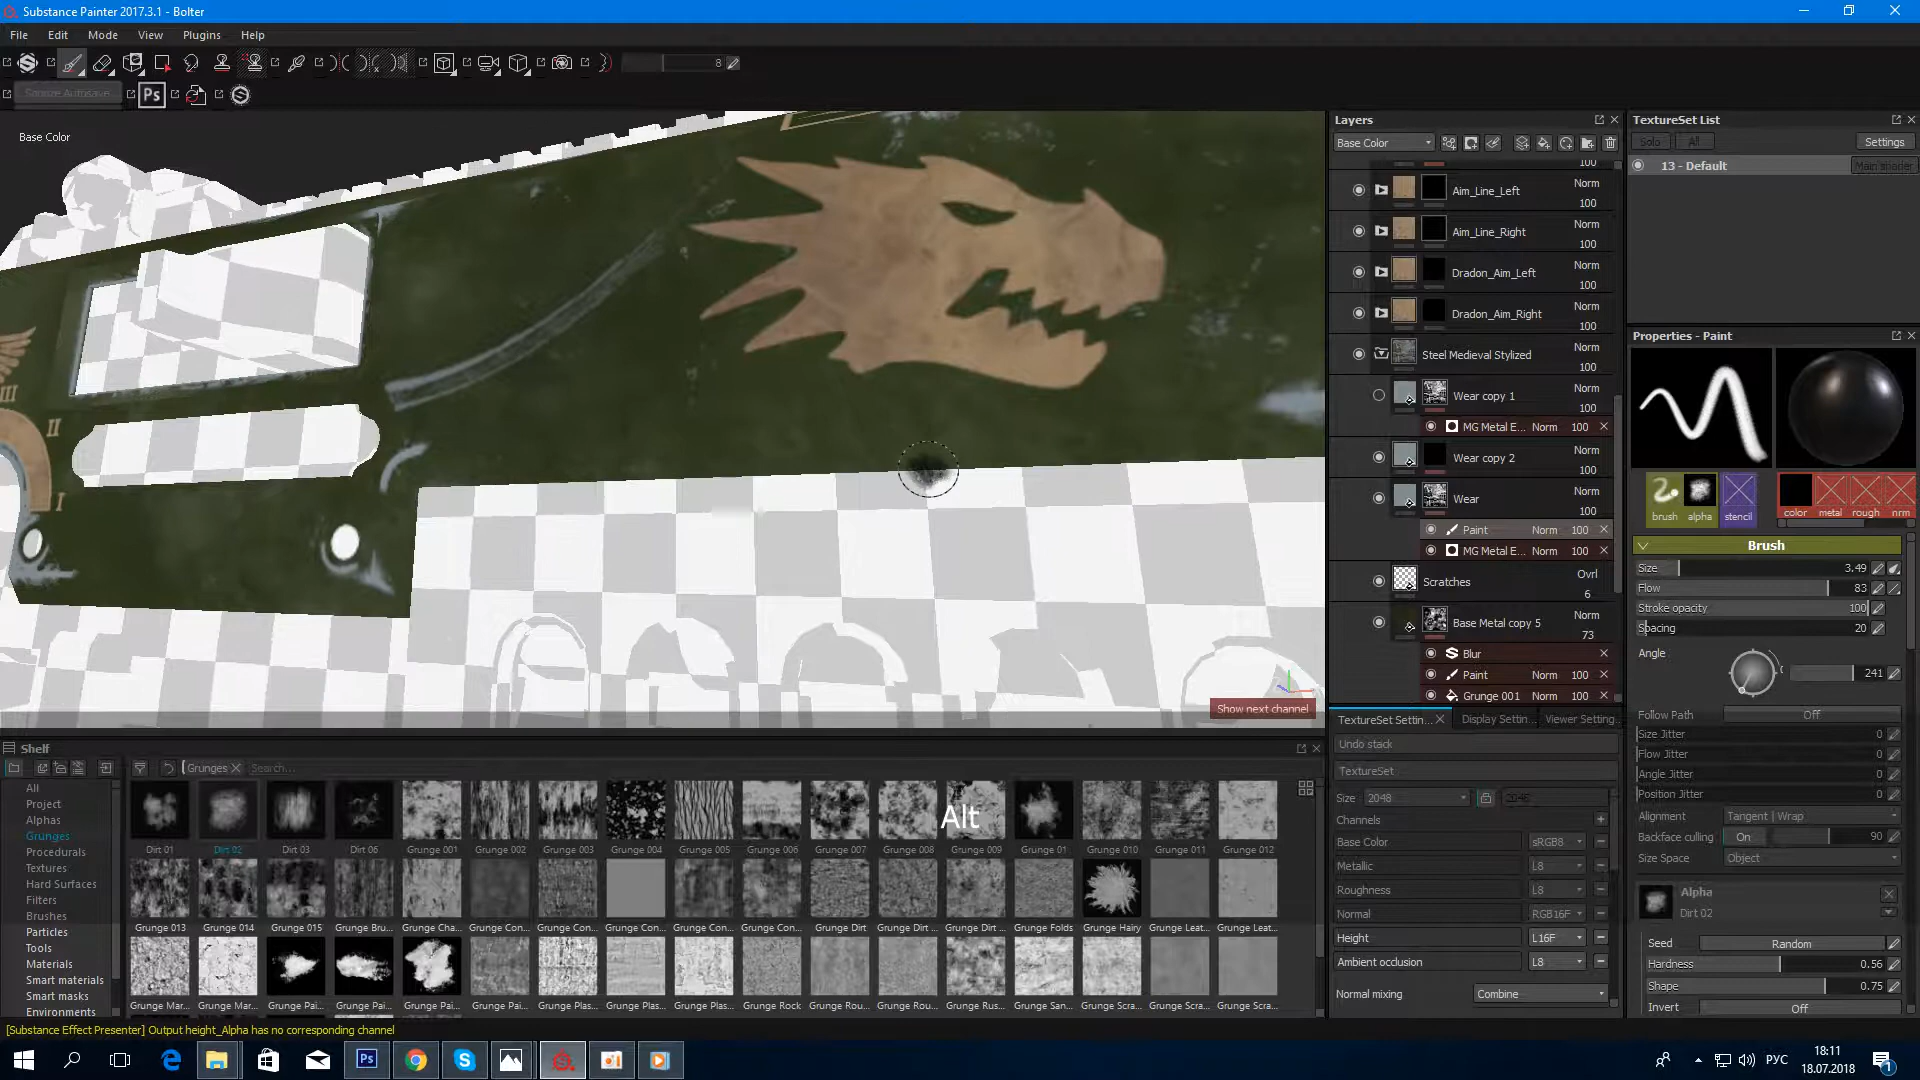 Substance Painter 2017.3.1 - Bolter
File Edit Mode View Plugins Help
8
Ps
Base Color
III
II
I
Show next channel
Alt
Layers
Base Color
100
Aim_Line_Left Norm 100
Aim_Line_Right Norm 100
Dradon_Aim_Left Norm 100
Dradon_Aim_Right Norm 100
Steel Medieval Stylized Norm 100
Wear copy 1 Norm 100
MG Metal E... Norm 100
Wear copy 2 Norm 100
Wear Norm 100
Paint Norm 100
MG Metal E... Norm 100
Scratches Ovrl 6
Base Metal copy 5 Norm 73
Blur
Paint Norm 100
Grunge 001 Norm 100
TextureSet Settin... Display Settin... Viewer Setting...
Undo stack
TextureSet
Size 2048 2048
Channels
Base Color sRGB8
Metallic L8
Roughness L8
Normal RGB16F
Height L16F
Ambient occlusion L8
Normal mixing Combine
TextureSet List
Solo All Settings
13 - Default Main shader
Properties - Paint
brush alpha stencil color metal rough nrm
Brush
Size 3.49
Flow 83
Stroke opacity 100
Spacing 20
Angle 241
Follow Path Off
Size Jitter 0
Flow Jitter 0
Angle Jitter 0
Position Jitter 0
Alignment Tangent | Wrap
Backface culling On 90
Size Space Object
Alpha
Dirt 02
Seed Random
Hardness 0.56
Shape 0.75
Invert Off
Shelf
Grunges Search...
All
Project
Alphas
Grunges
Procedurals
Textures
Hard Surfaces
Filters
Brushes
Particles
Tools
Materials
Smart materials
Smart masks
Environments
Dirt 01 Dirt 02 Dirt 03 Dirt 06 Grunge 001 Grunge 002 Grunge 003 Grunge 004 Grunge 005 Grunge 006 Grunge 007 Grunge 008 Grunge 009 Grunge 01 Grunge 010 Grunge 011 Grunge 012
Grunge 013 Grunge 014 Grunge 015 Grunge Bru... Grunge Cha... Grunge Con... Grunge Con... Grunge Con... Grunge Con... Grunge Con... Grunge Dirt Grunge Dirt ... Grunge Dirt ... Grunge Folds Grunge Hairy Grunge Leat... Grunge Leat...
Grunge Mar... Grunge Mar... Grunge Pai... Grunge Pai... Grunge Pai... Grunge Pai... Grunge Plas... Grunge Plas... Grunge Plas... Grunge Rock Grunge Rou... Grunge Rou... Grunge Rus... Grunge San... Grunge Scra... Grunge Scra... Grunge Scra...
[Substance Effect Presenter] Output height_Alpha has no corresponding channel
Ps
РУС
18:11
18.07.2018
1